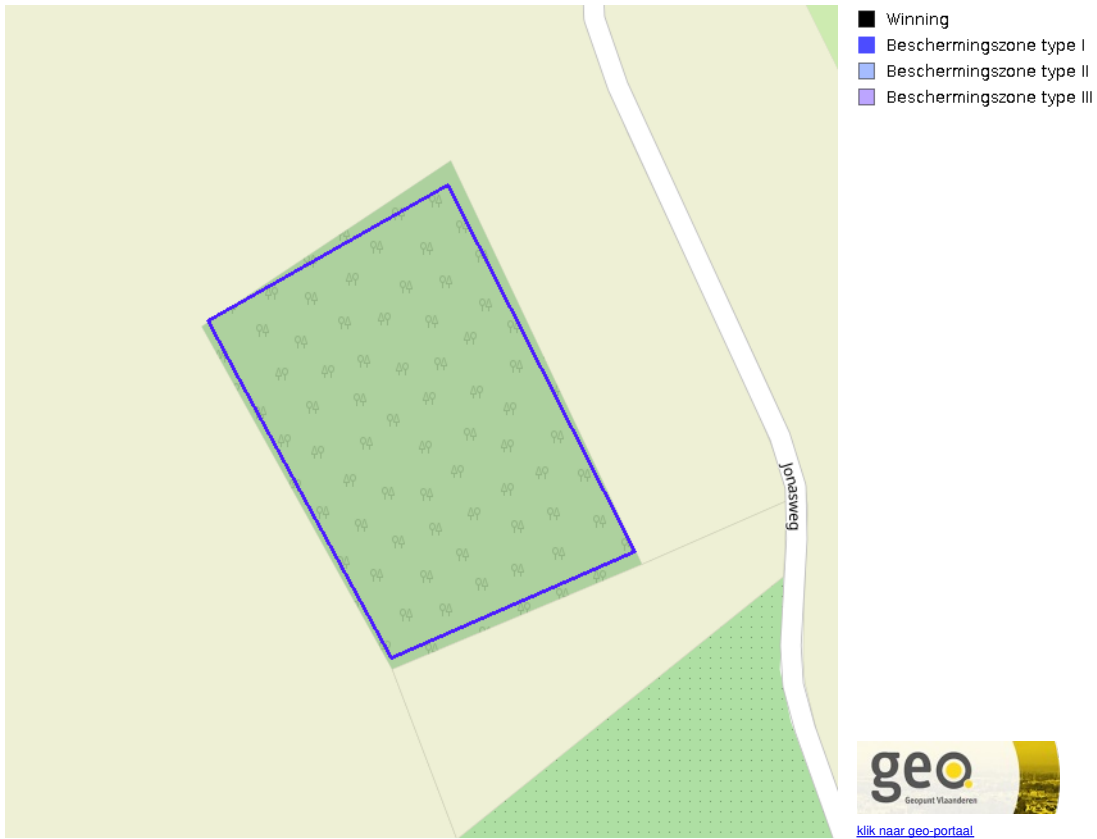 Winning
Beschermingszone type I
Beschermingszone type II
Beschermingszone type III
Jonasweg
geo
Geopunt Vlaanderen
klik naar geo-portaal